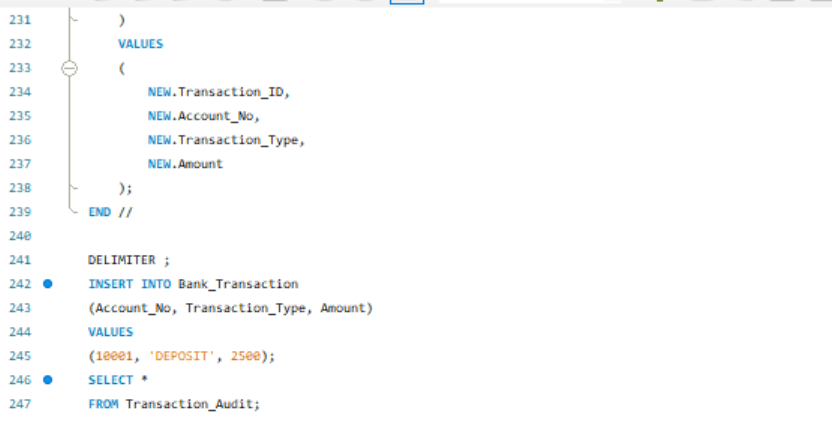 231 )
232 VALUES
233 (
234 NEW.Transaction_ID,
235 NEW.Account_No,
236 NEW.Transaction_Type,
237 NEW.Amount
238 );
239 END //
240
241 DELIMITER ;
242 INSERT INTO Bank_Transaction
243 (Account_No, Transaction_Type, Amount)
244 VALUES
245 (10001, 'DEPOSIT', 2500);
246 SELECT *
247 FROM Transaction_Audit;